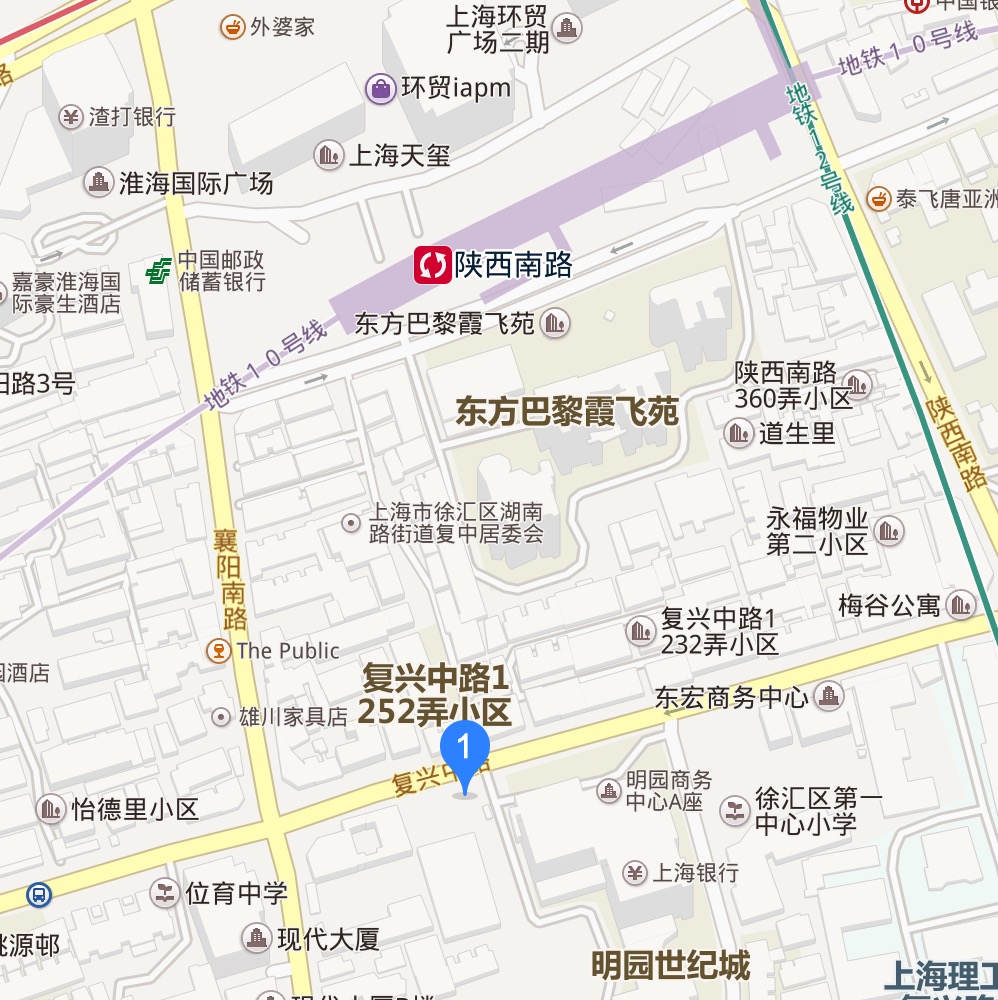 上海环贸
广场二期
外婆家
地铁10号线
环贸iapm
渣打银行
地铁12号线
上海天玺
淮海国际广场
泰飞唐亚洲
中国邮政
储蓄银行
陕西南路
嘉豪淮海国
际豪生酒店
东方巴黎霞飞苑
地铁10号线
陕西南路
360弄小区
阳路3号
东方巴黎霞飞苑
道生里
陕西南路
上海市徐汇区湖南
路街道复中居委会
永福物业
第二小区
襄阳南路
梅谷公寓
复兴中路1
232弄小区
The Public
酒店
复兴中路1
252弄小区
东宏商务中心
雄川家具店
1
复兴中路
明园商务
中心A座
徐汇区第一
中心小学
怡德里小区
上海银行
位育中学
现代大厦
桃源邨
明园世纪城
上海理工